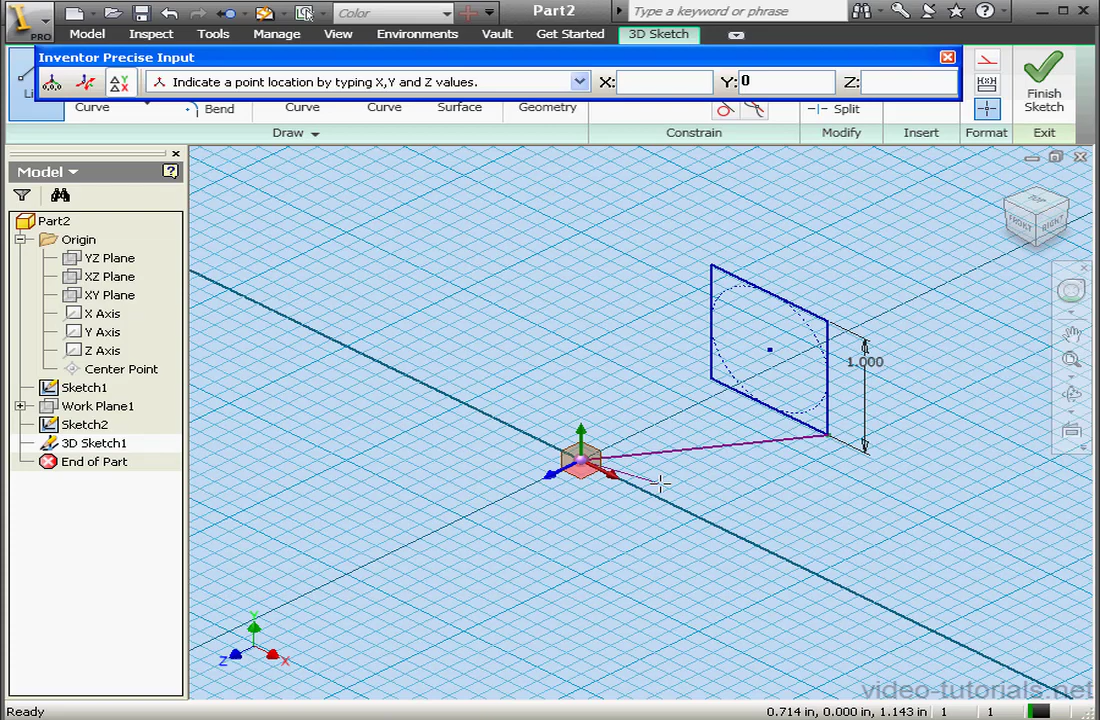 Color
Part2
Type a keyword or phrase
PRO
Model
Inspect
Tools
Manage
View
Environments
Vault
Get Started
3D Sketch
Inventor Precise Input
Indicate a point location by typing X,Y and Z values.
X:
Y: 0
Z:
Finish
Sketch
Curve
Bend
Curve
Curve
Surface
Geometry
Split
Draw
Constrain
Modify
Insert
Format
Exit
Model
Part2
Origin
YZ Plane
XZ Plane
XY Plane
X Axis
Y Axis
Z Axis
Center Point
Sketch1
Work Plane1
Sketch2
3D Sketch1
End of Part
TOP
FRONT
RIGHT
1.000
Y
Z
X
video-tutorials.net
Ready
0.714 in, 0.000 in, 1.143 in
1
1